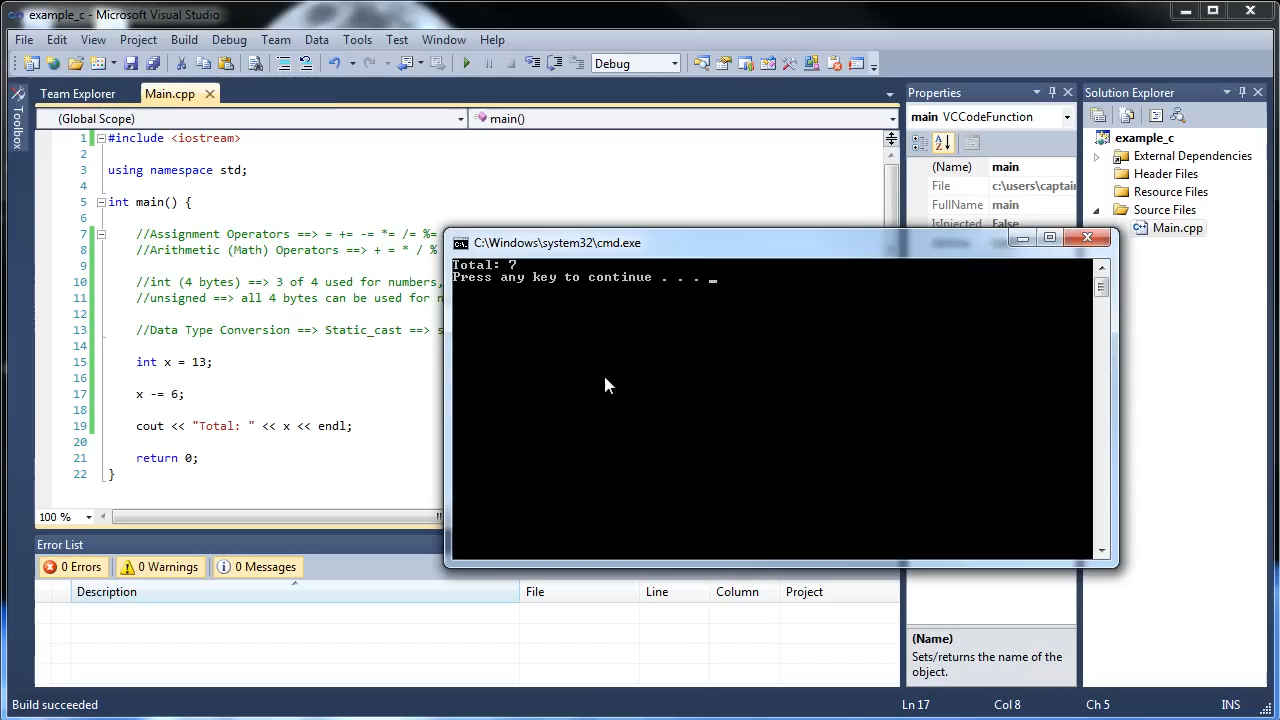 example_c - Microsoft Visual Studio
File Edit View Project Build Debug Team Data Tools Test Window Help
Debug
Toolbox
Team Explorer Main.cpp
(Global Scope) main()
1 #include <iostream>
2
3 using namespace std;
4
5 int main() {
6
7 //Assignment Operators ==> = += -= *= /= %=
8 //Arithmetic (Math) Operators ==> = * / %
9
10 //int (4 bytes) ==> 3 of 4 used for numbers,
11 //unsigned ==> all 4 bytes can be used for
12
13 //Data Type Conversion ==> Static_cast ==>
14
15 int x = 13;
16
17 x -= 6;
18
19 cout << "Total: " << x << endl;
20
21 return 0;
22 }
100 %
C:\Windows\system32\cmd.exe
Total: 7
Press any key to continue . . . _
Properties
main VCCodeFunction
(Name) main
File c:\users\captain
FullName main
IsInjected False
(Name)
Sets/returns the name of the
object.
Solution Explorer
example_c
External Dependencies
Header Files
Resource Files
Source Files
Main.cpp
Error List
0 Errors 0 Warnings 0 Messages
Description File Line Column Project
Build succeeded Ln 17 Col 8 Ch 5 INS